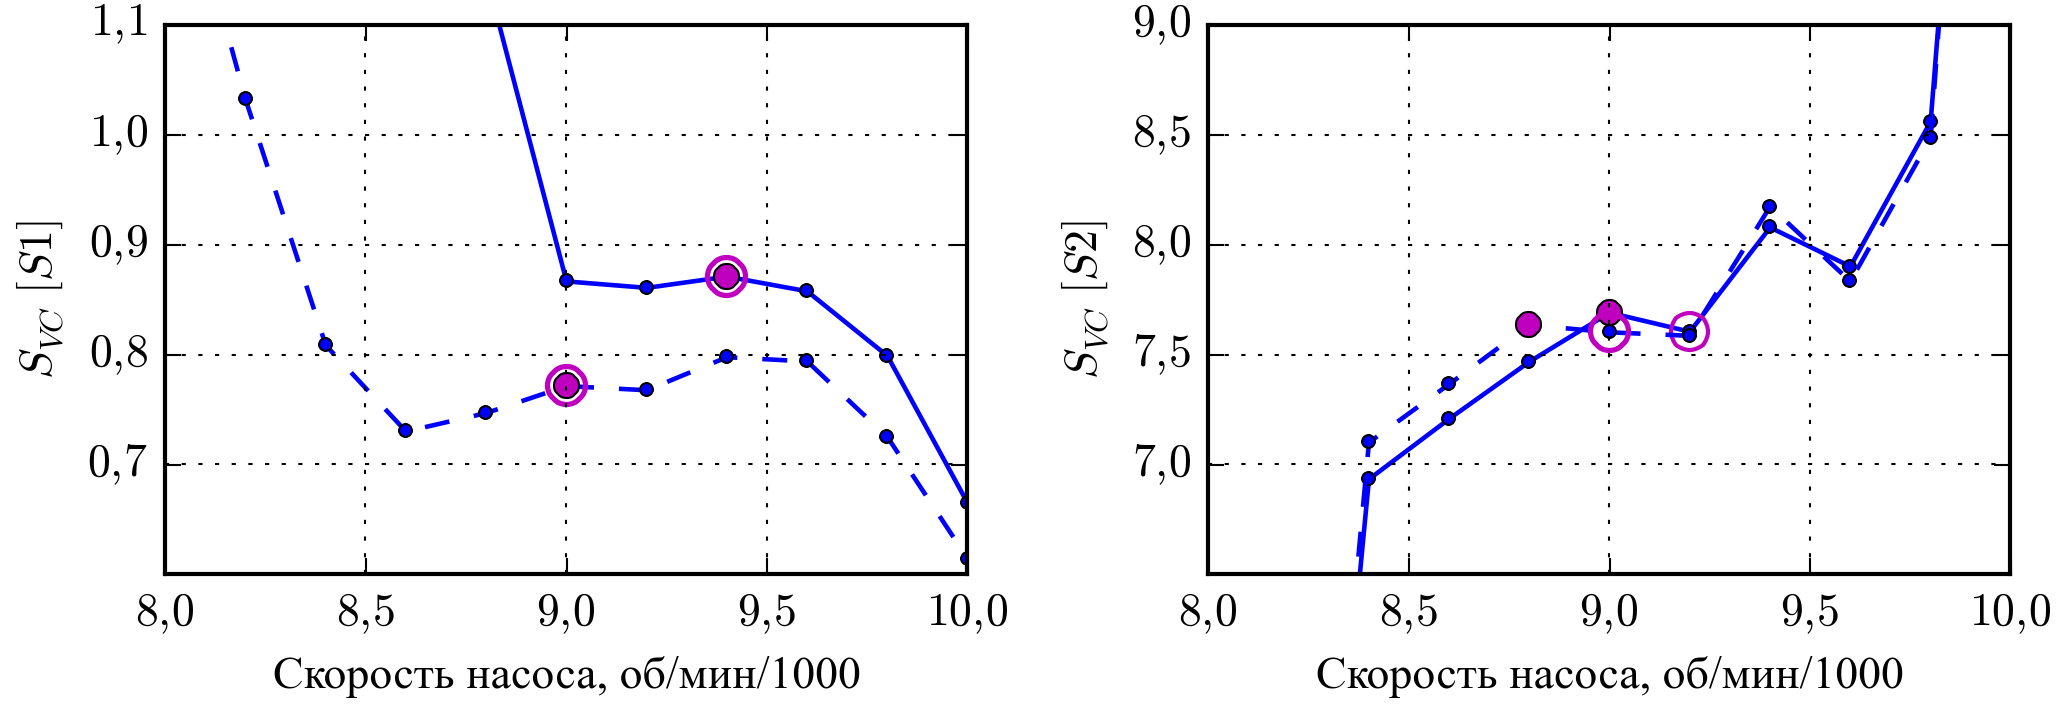 1,1
1,0
0,9
0,8
0,7
S_VC [S1]
8,0 8,5 9,0 9,5 10,0
Скорость насоса, об/мин/1000
9,0
8,5
8,0
7,5
7,0
S_VC [S2]
8,0 8,5 9,0 9,5 10,0
Скорость насоса, об/мин/1000